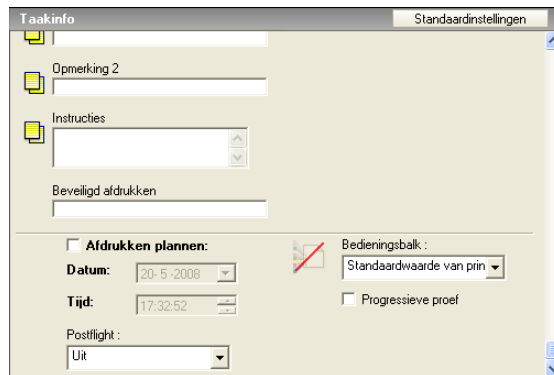 Taakinfo
Standaardinstellingen
Opmerking 2
Instructies
Beveiligd afdrukken
Afdrukken plannen:
Datum:
20- 5 -2008
Tijd:
17:32:52
Postflight :
Uit
Bedieningsbalk :
Standaardwaarde van prin
Progressieve proef